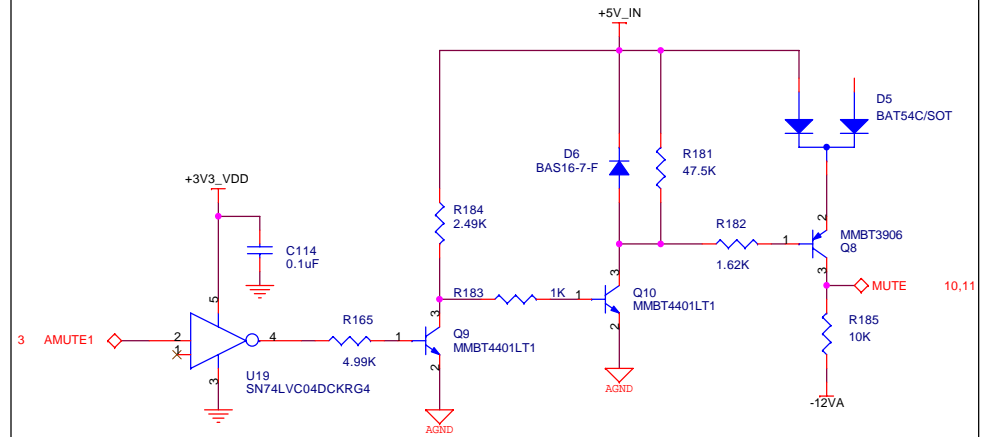 +5V_IN
D5
BAT54C/SOT
D6
BAS16-7-F
R181
47.5K
+3V3_VDD
R184
2.49K
R182
1.62K
1
2
MMBT3906
Q8
3
C114
0.1uF
MUTE 10,11
R183
1K
1
3
Q10
MMBT4401LT1
2
R185
10K
-12VA
5
3 AMUTE1
2
1
4
R165
4.99K
1
3
Q9
MMBT4401LT1
2
U19
SN74LVC04DCKRG4
3
AGND
AGND